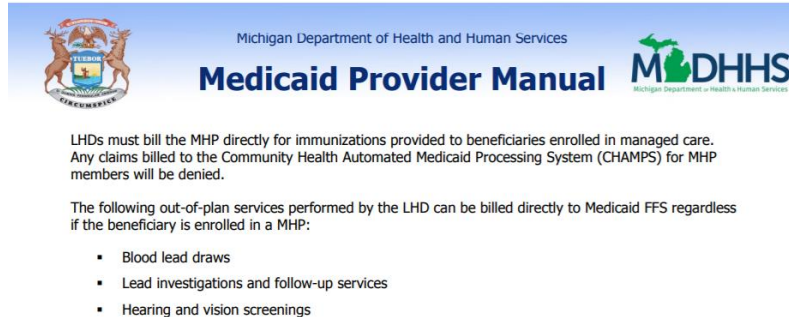 Michigan Department of Health and Human Services
Medicaid Provider Manual
TUEBOR
CIRCUMSPICE
MDHHS
Michigan Department of Health & Human Services
LHDs must bill the MHP directly for immunizations provided to beneficiaries enrolled in managed care.
Any claims billed to the Community Health Automated Medicaid Processing System (CHAMPS) for MHP
members will be denied.
The following out-of-plan services performed by the LHD can be billed directly to Medicaid FFS regardless
if the beneficiary is enrolled in a MHP:
▪ Blood lead draws
▪ Lead investigations and follow-up services
▪ Hearing and vision screenings